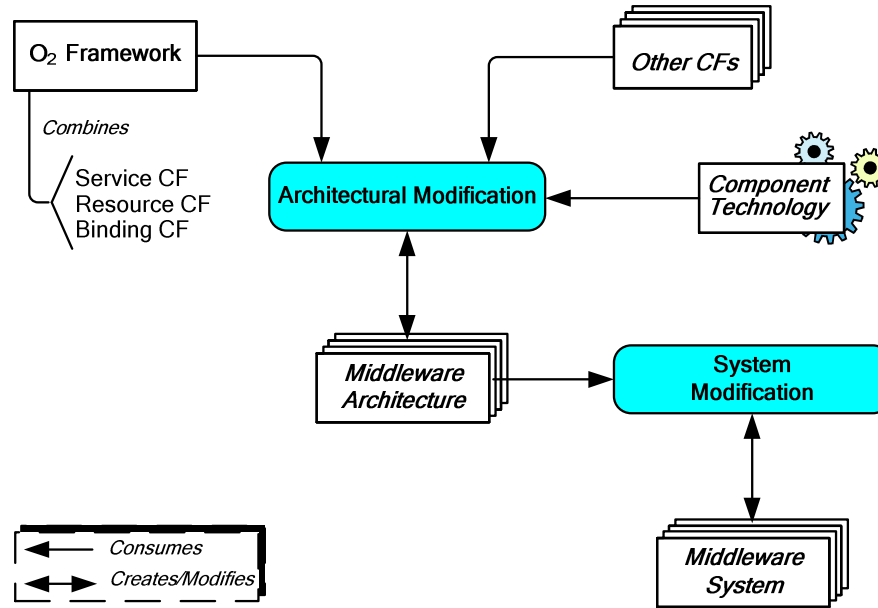 O₂ Framework
Other CFs
Combines
Service CF
Resource CF
Binding CF
Architectural Modification
Component
Technology
Middleware
Architecture
System
Modification
Consumes
Creates/Modifies
Middleware
System